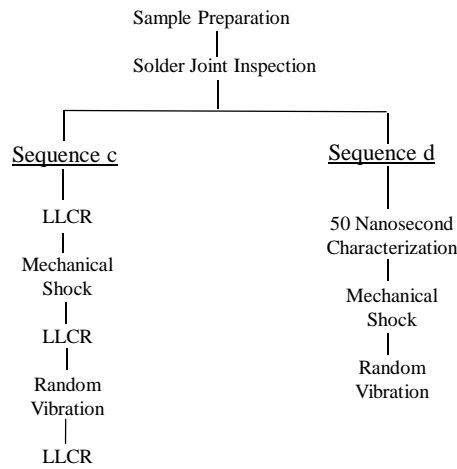 Sample Preparation
Solder Joint Inspection
Sequence c
LLCR
Mechanical
Shock
LLCR
Random
Vibration
LLCR
Sequence d
50 Nanosecond
Characterization
Mechanical
Shock
Random
Vibration